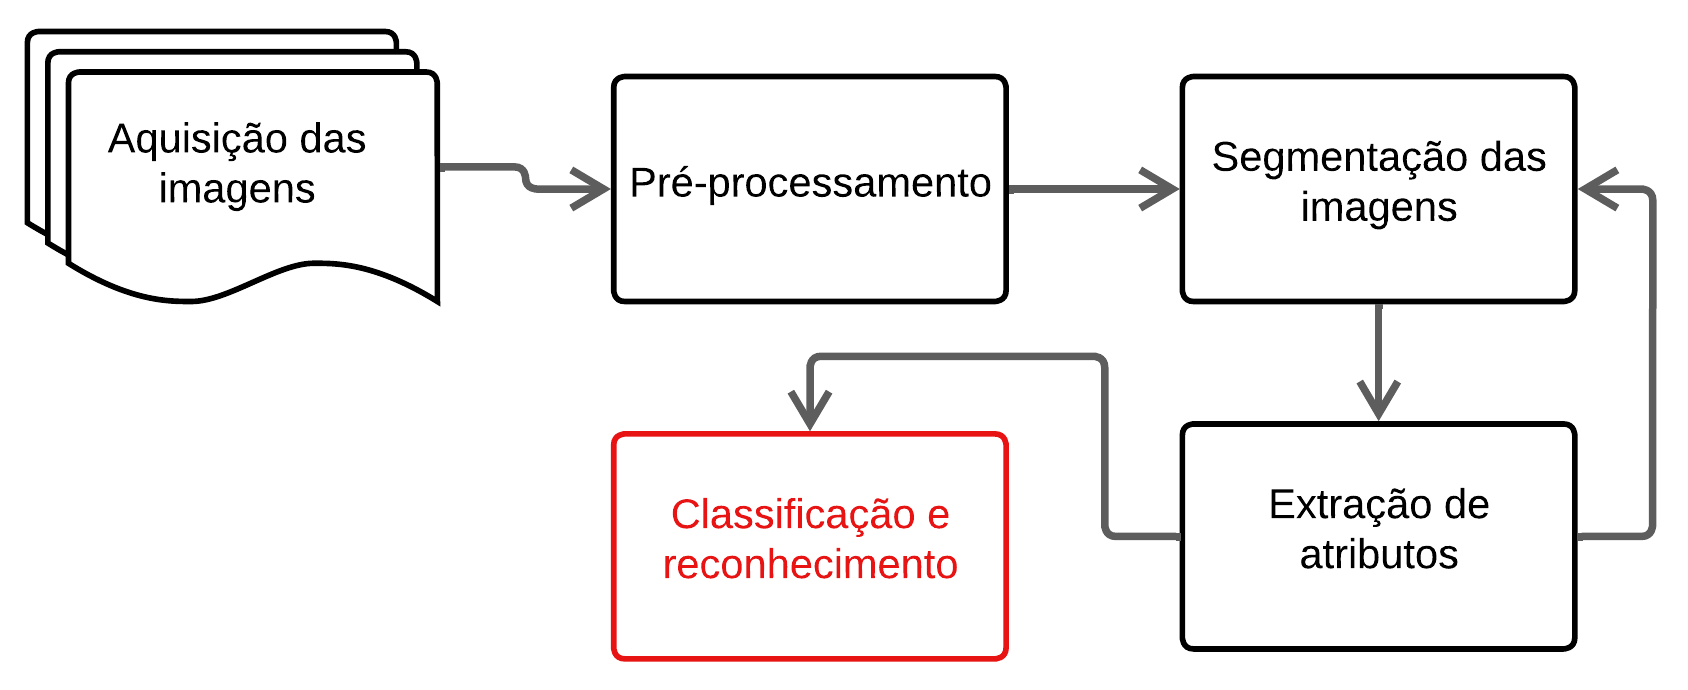 Aquisição das
imagens
Pré-processamento
Segmentação das
imagens
Classificação e
reconhecimento
Extração de
atributos